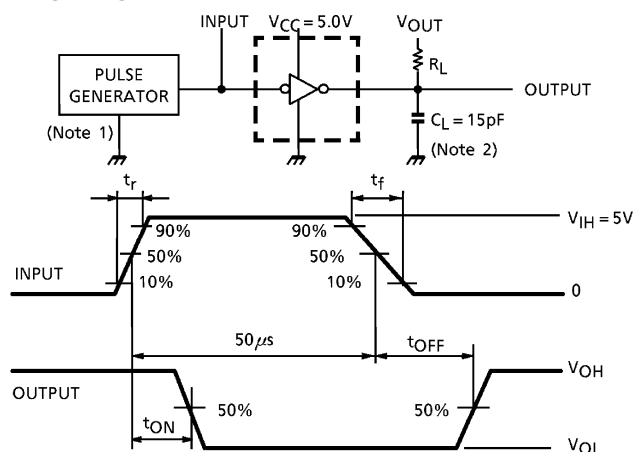 INPUT
VCC = 5.0V
VOUT
RL
PULSE
GENERATOR
OUTPUT
(Note 1)
CL = 15pF
(Note 2)
tr
tf
90%
90%
VIH = 5V
50%
50%
INPUT
10%
10%
0
50μs
tOFF
VOH
OUTPUT
50%
50%
tON
VOL